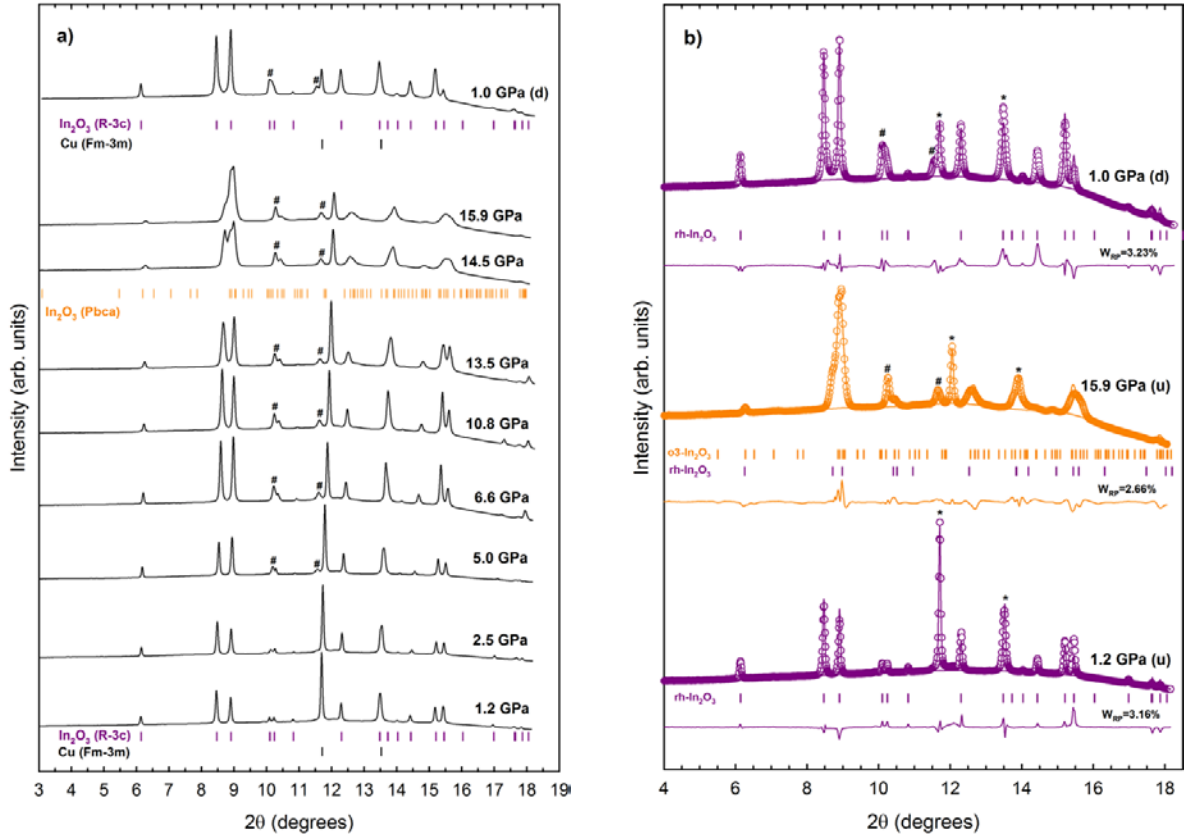 a)
#
#
1.0 GPa (d)
In2O3 (R-3c)
Cu (Fm-3m)
15.9 GPa
#
#
14.5 GPa
#
#
In2O3 (Pbca)
13.5 GPa
#
#
10.8 GPa
#
#
6.6 GPa
#
#
5.0 GPa
#
#
2.5 GPa
1.2 GPa
In2O3 (R-3c)
Cu (Fm-3m)
3 4 5 6 7 8 9 10 11 12 13 14 15 16 17 18 19
2θ (degrees)
Intensity (arb. units)
b)
*
*
#
#
1.0 GPa (d)
rh-In2O3
WRP=3.23%
*
#
#
*
15.9 GPa (u)
o3-In2O3
rh-In2O3
WRP=2.66%
*
*
1.2 GPa (u)
rh-In2O3
WRP=3.16%
4 6 8 10 12 14 16 18
2θ (degrees)
Intensity (arb. units)